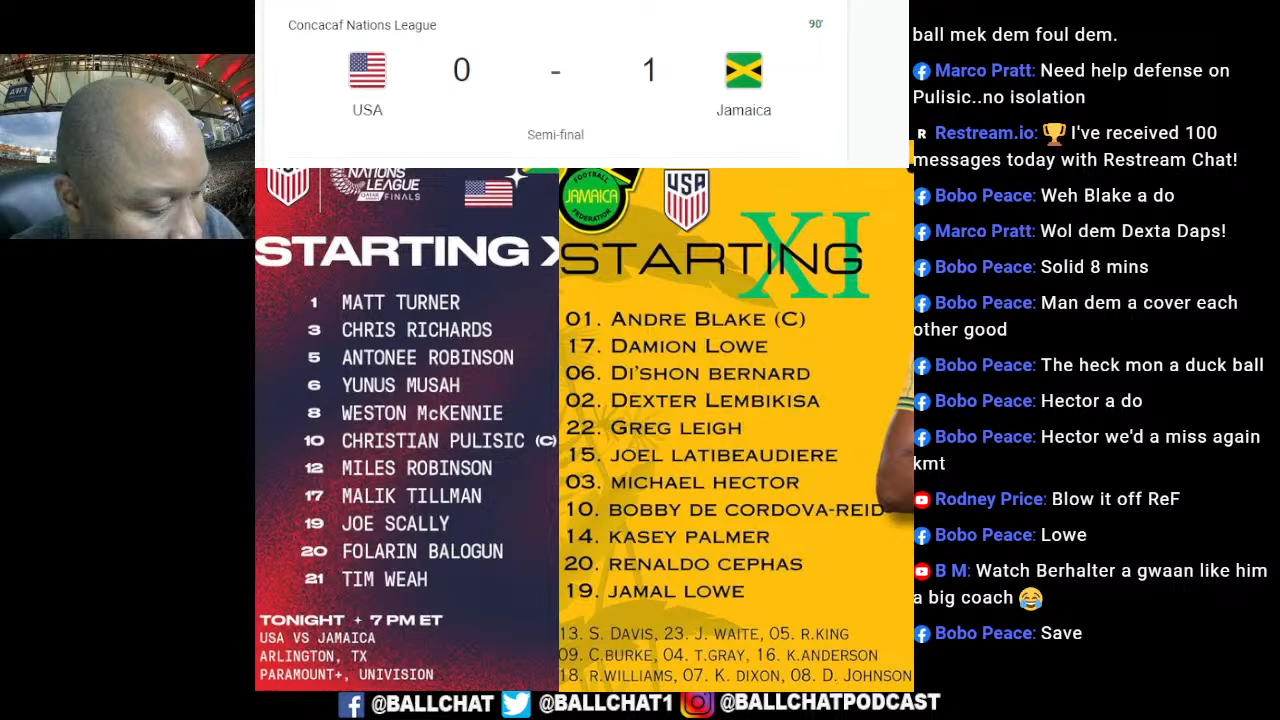 Concacaf Nations League
90'
0 - 1
USA
Jamaica
Semi-final
NATIONS
LEAGUE
FINALS
STARTING X
1 MATT TURNER
3 CHRIS RICHARDS
5 ANTONEE ROBINSON
6 YUNUS MUSAH
8 WESTON McKENNIE
10 CHRISTIAN PULISIC (C)
12 MILES ROBINSON
17 MALIK TILLMAN
19 JOE SCALLY
20 FOLARIN BALOGUN
21 TIM WEAH
TONIGHT + 7 PM ET
USA VS JAMAICA
ARLINGTON, TX
PARAMOUNT+, UNIVISION
FOOTBALL
JAMAICA
FEDERATION
USA
STARTING
XI
01. ANDRE BLAKE (C)
17. DAMION LOWE
06. DI'SHON BERNARD
02. DEXTER LEMBIKISA
22. GREG LEIGH
15. JOEL LATIBEAUDIERE
03. MICHAEL HECTOR
10. BOBBY DE CORDOVA-REID
14. KASEY PALMER
20. RENALDO CEPHAS
19. JAMAL LOWE
13. S. DAVIS, 23. J. WAITE, 05. R.KING
09. C.BURKE, 04. T.GRAY, 16. K.ANDERSON
18. R.WILLIAMS, 07. K. DIXON, 08. D. JOHNSON
@BALLCHAT @BALLCHAT1 @BALLCHATPODCAST
ball mek dem foul dem.
Marco Pratt: Need help defense on
Pulisic..no isolation
R Restream.io: 🏆 I've received 100
messages today with Restream Chat!
Bobo Peace: Weh Blake a do
Marco Pratt: Wol dem Dexta Daps!
Bobo Peace: Solid 8 mins
Bobo Peace: Man dem a cover each
other good
Bobo Peace: The heck mon a duck ball
Bobo Peace: Hector a do
Bobo Peace: Hector we'd a miss again
kmt
Rodney Price: Blow it off ReF
Bobo Peace: Lowe
B M: Watch Berhalter a gwaan like him
a big coach 😂
Bobo Peace: Save